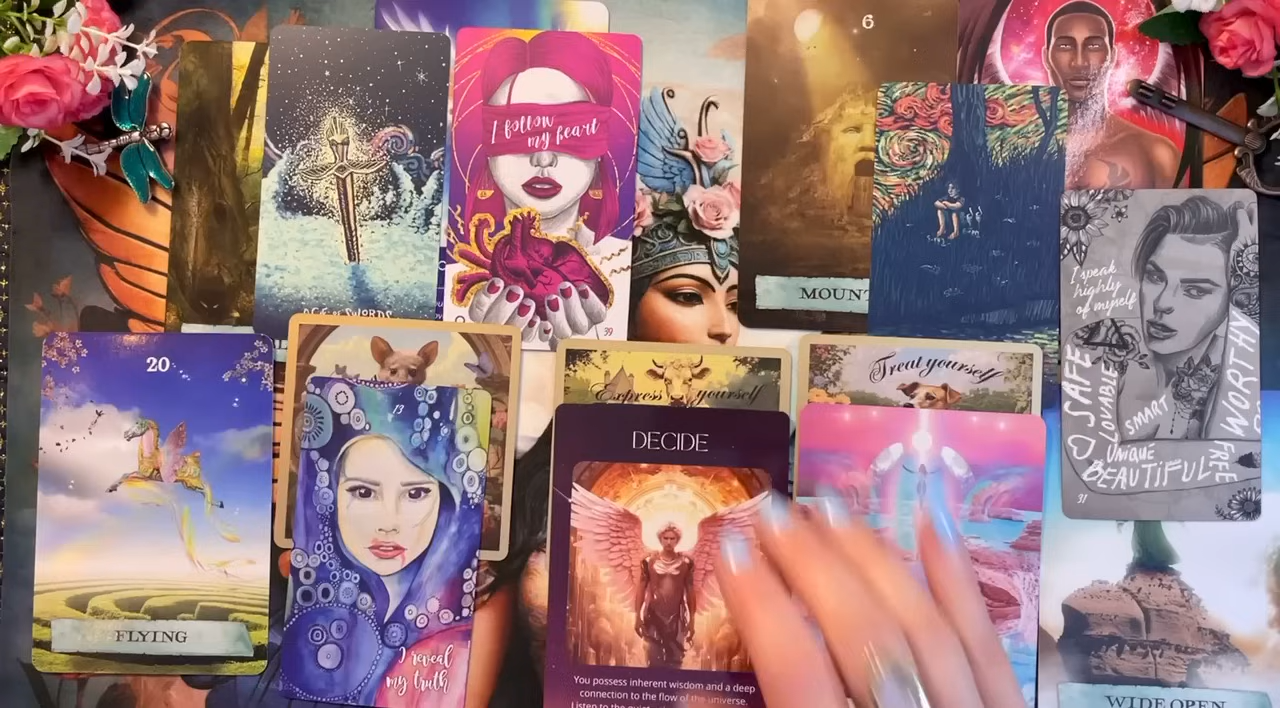 6
I follow
my heart
ACE OF SWORDS
39
MOUNT
I speak
highly
of myself
SAFE
LOVABLE
SMART
WORTHY
UNIQUE
BEAUTIFUL
FREE
31
20
FLYING
13
I reveal
my truth
Express yourself
Treat yourself
DECIDE
You possess inherent wisdom and a deep
connection to the flow of the universe.
WIDE OPEN